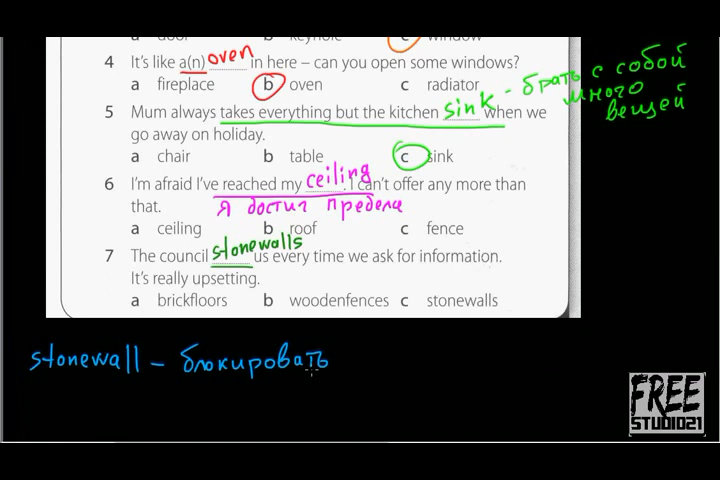 a door b keyhole c window
4 It's like a(n) oven in here – can you open some windows?
a fireplace b oven c radiator
5 Mum always takes everything but the kitchen sink when we - брать с собой
много
вещей
go away on holiday.
a chair b table c sink
6 I'm afraid I've reached my ceiling. I can't offer any more than
that. я достиг предела
a ceiling b roof c fence
7 The council stonewalls us every time we ask for information.
It's really upsetting.
a brickfloors b woodenfences c stonewalls
stonewall – блокировать
FREE
STUDIO21